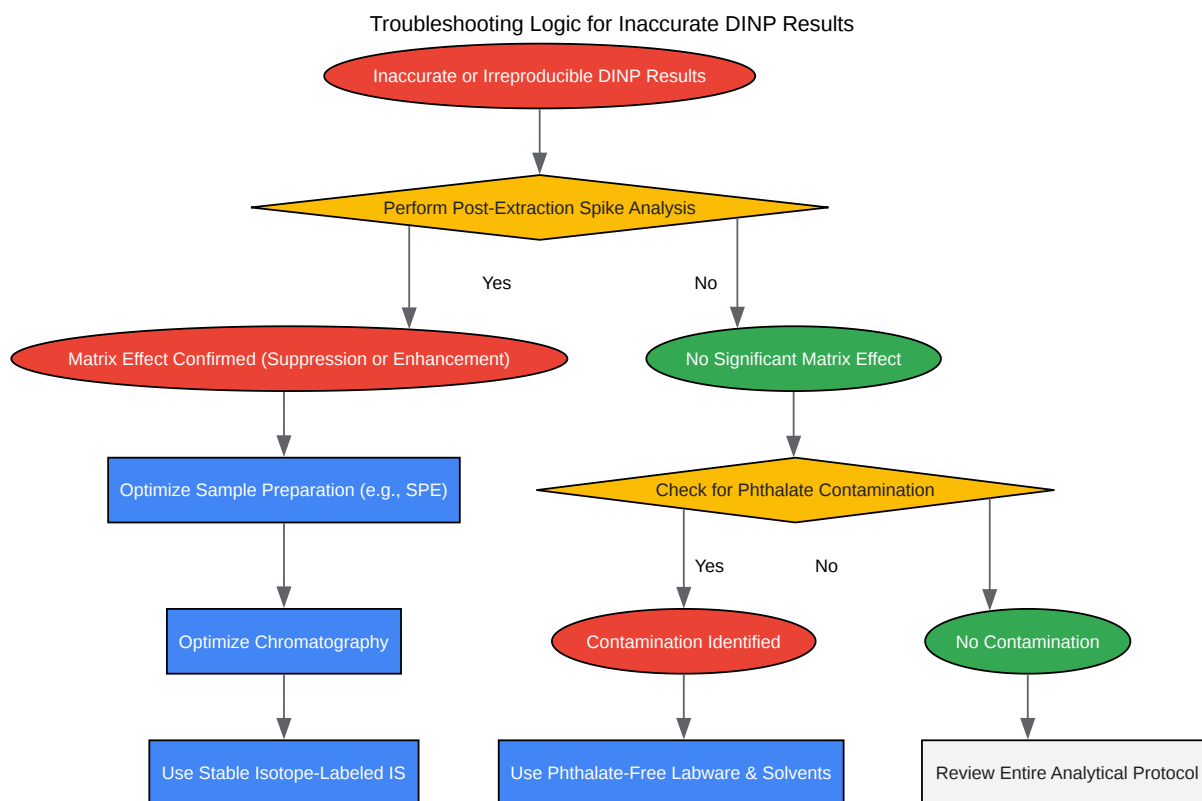 Troubleshooting Logic for Inaccurate DINP Results
Inaccurate or Irreproducible DINP Results
Perform Post-Extraction Spike Analysis
Yes
No
Matrix Effect Confirmed (Suppression or Enhancement)
No Significant Matrix Effect
Optimize Sample Preparation (e.g., SPE)
Check for Phthalate Contamination
Yes
No
Optimize Chromatography
Contamination Identified
No Contamination
Use Stable Isotope-Labeled IS
Use Phthalate-Free Labware & Solvents
Review Entire Analytical Protocol